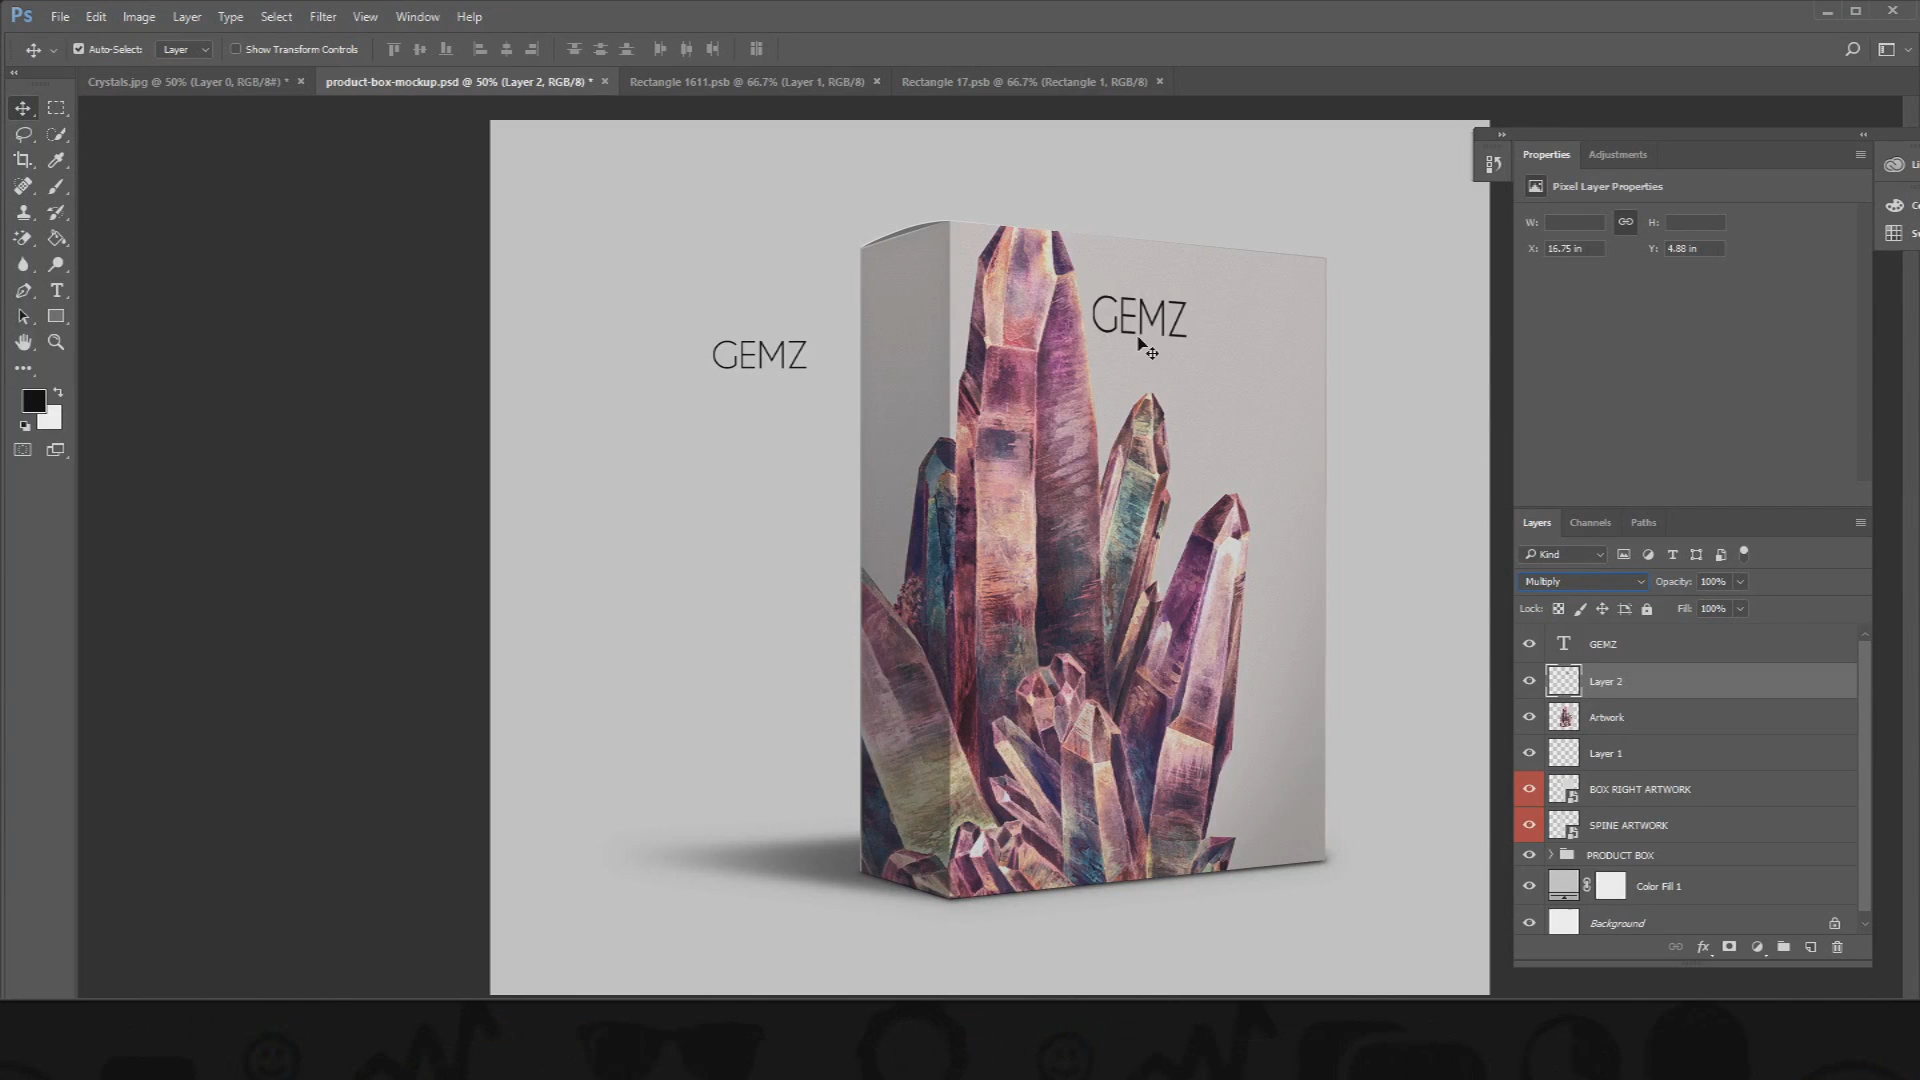 Ps File Edit Image Layer Type Select Filter View Window Help
Auto-Select: Layer Show Transform Controls
Crystals.jpg @ 50% (Layer 0, RGB/8#) * × product-box-mockup.psd @ 50% (Layer 2, RGB/8) * × Rectangle 1611.psb @ 66.7% (Layer 1, RGB/8) × Rectangle 17.psb @ 66.7% (Rectangle 1, RGB/8) ×
Properties Adjustments
Pixel Layer Properties
W: H:
X: 16.75 in Y: 4.88 in
GEMZ
GEMZ
Layers Channels Paths
Kind
Multiply Opacity: 100%
Lock: Fill: 100%
GEMZ
Layer 2
Artwork
Layer 1
BOX RIGHT ARTWORK
SPINE ARTWORK
PRODUCT BOX
Color Fill 1
Background
fx